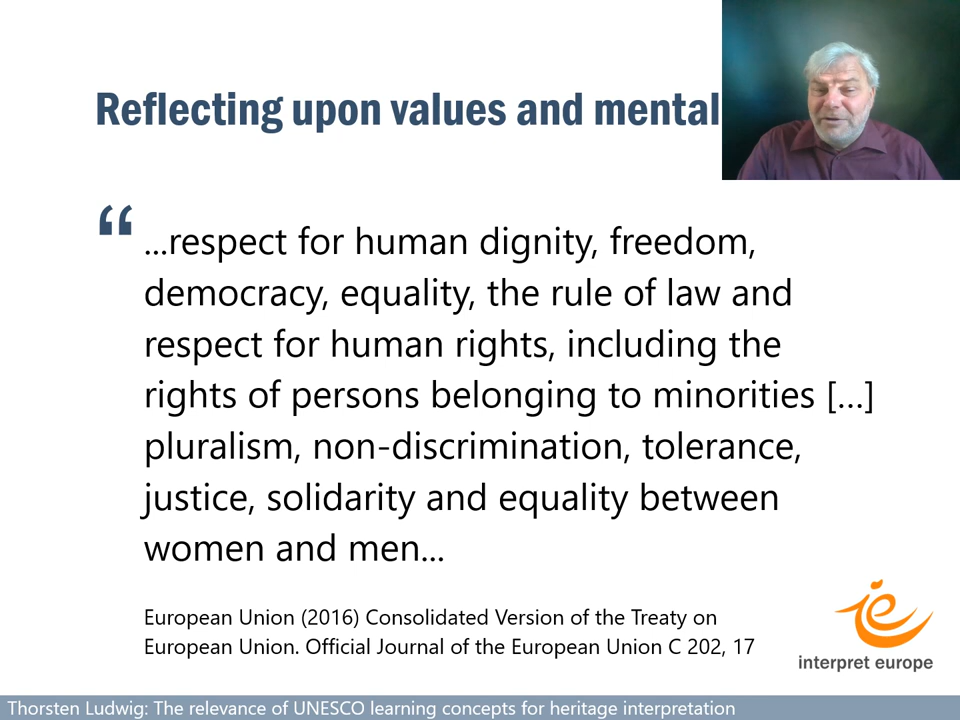 Reflecting upon values and mental
“
...respect for human dignity, freedom,
democracy, equality, the rule of law and
respect for human rights, including the
rights of persons belonging to minorities [...]
pluralism, non-discrimination, tolerance,
justice, solidarity and equality between
women and men...
European Union (2016) Consolidated Version of the Treaty on
European Union. Official Journal of the European Union C 202, 17
ie
interpret europe
Thorsten Ludwig: The relevance of UNESCO learning concepts for heritage interpretation